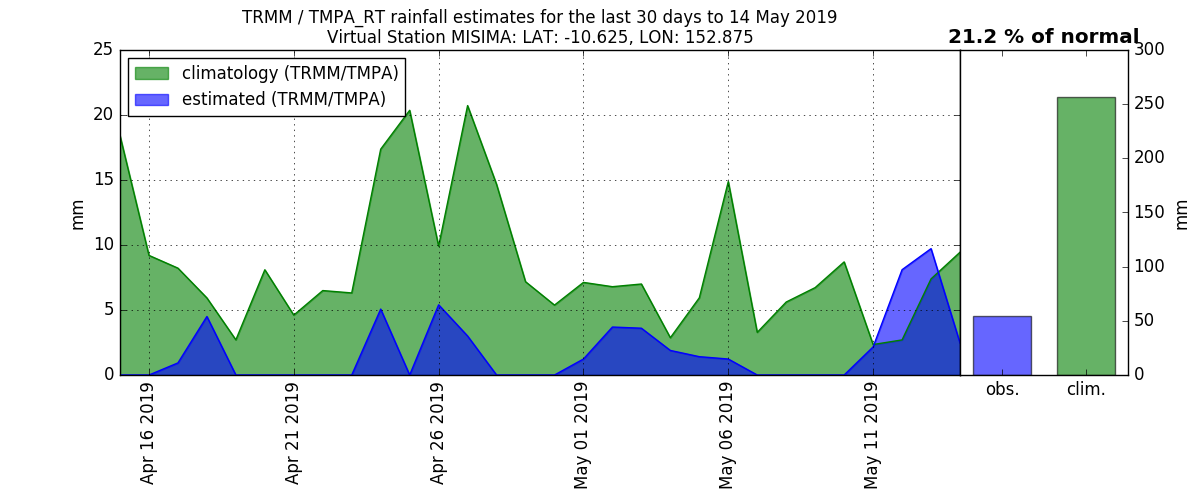 TRMM / TMPA_RT rainfall estimates for the last 30 days to 14 May 2019
Virtual Station MISIMA: LAT: -10.625, LON: 152.875
21.2 % of normal
climatology (TRMM/TMPA)
estimated (TRMM/TMPA)
mm
25
20
15
10
5
0
Apr 16 2019
Apr 21 2019
Apr 26 2019
May 01 2019
May 06 2019
May 11 2019
obs.
clim.
300
250
200
150
100
50
0
mm